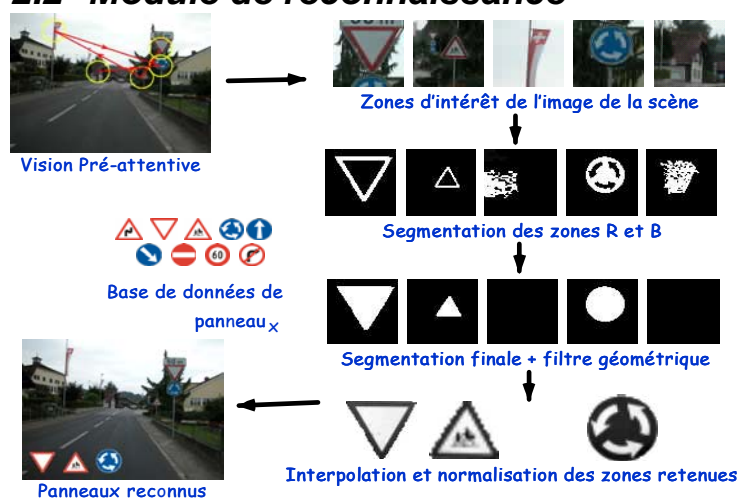 2.2 Module de reconnaissance
Zones d'intérêt de l'image de la scène
Vision Pré-attentive
Segmentation des zones R et B
60
Base de données de
panneaux
Segmentation finale + filtre géométrique
Interpolation et normalisation des zones retenues
Panneaux reconnus